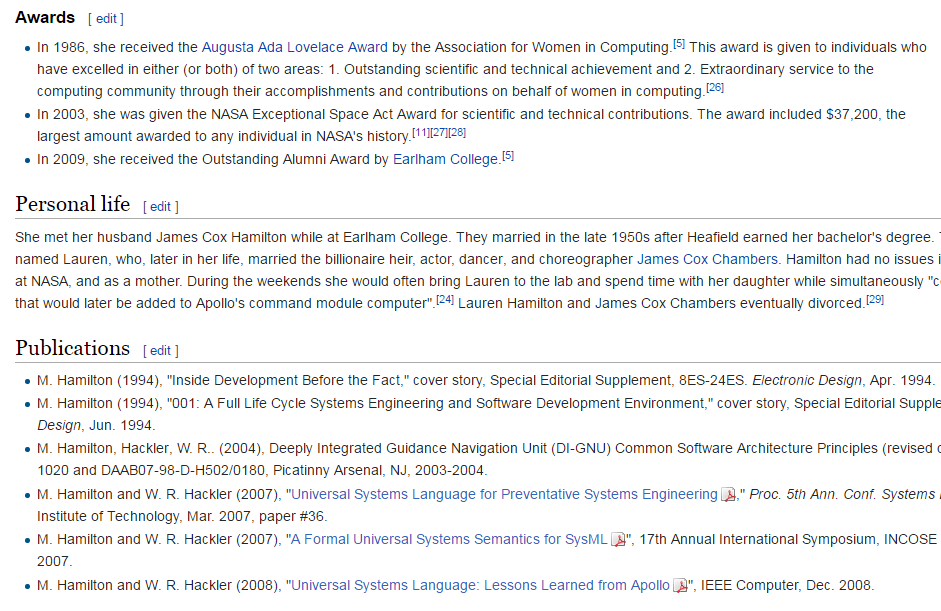 Awards [ edit ]
In 1986, she received the Augusta Ada Lovelace Award by the Association for Women in Computing.[5] This award is given to individuals who
have excelled in either (or both) of two areas: 1. Outstanding scientific and technical achievement and 2. Extraordinary service to the
computing community through their accomplishments and contributions on behalf of women in computing.[26]
In 2003, she was given the NASA Exceptional Space Act Award for scientific and technical contributions. The award included $37,200, the
largest amount awarded to any individual in NASA's history.[11][27][28]
In 2009, she received the Outstanding Alumni Award by Earlham College.[5]
Personal life [ edit ]
She met her husband James Cox Hamilton while at Earlham College. They married in the late 1950s after Heafield earned her bachelor's degree.
named Lauren, who, later in her life, married the billionaire heir, actor, dancer, and choreographer James Cox Chambers. Hamilton had no issues
at NASA, and as a mother. During the weekends she would often bring Lauren to the lab and spend time with her daughter while simultaneously
that would later be added to Apollo's command module computer".[24] Lauren Hamilton and James Cox Chambers eventually divorced.[29]
Publications [ edit ]
M. Hamilton (1994), "Inside Development Before the Fact," cover story, Special Editorial Supplement, 8ES-24ES. Electronic Design, Apr. 1994.
M. Hamilton (1994), "001: A Full Life Cycle Systems Engineering and Software Development Environment," cover story, Special Editorial
Design, Jun. 1994.
M. Hamilton, Hackler, W. R.. (2004), Deeply Integrated Guidance Navigation Unit (DI-GNU) Common Software Architecture Principles (revised
1020 and DAAB07-98-D-H502/0180, Picatinny Arsenal, NJ, 2003-2004.
M. Hamilton and W. R. Hackler (2007), "Universal Systems Language for Preventative Systems Engineering," Proc. 5th Ann. Conf. Systems
Institute of Technology, Mar. 2007, paper #36.
M. Hamilton and W. R. Hackler (2007), "A Formal Universal Systems Semantics for SysML", 17th Annual International Symposium, INCOSE
2007.
M. Hamilton and W. R. Hackler (2008), "Universal Systems Language: Lessons Learned from Apollo", IEEE Computer, Dec. 2008.